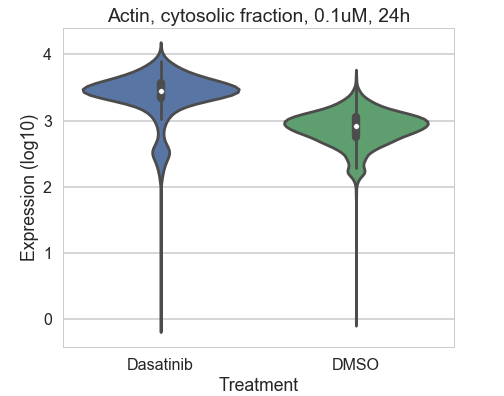 Actin, cytosolic fraction, 0.1uM, 24h
Expression (log10)
4
3
2
1
0
Dasatinib
DMSO
Treatment